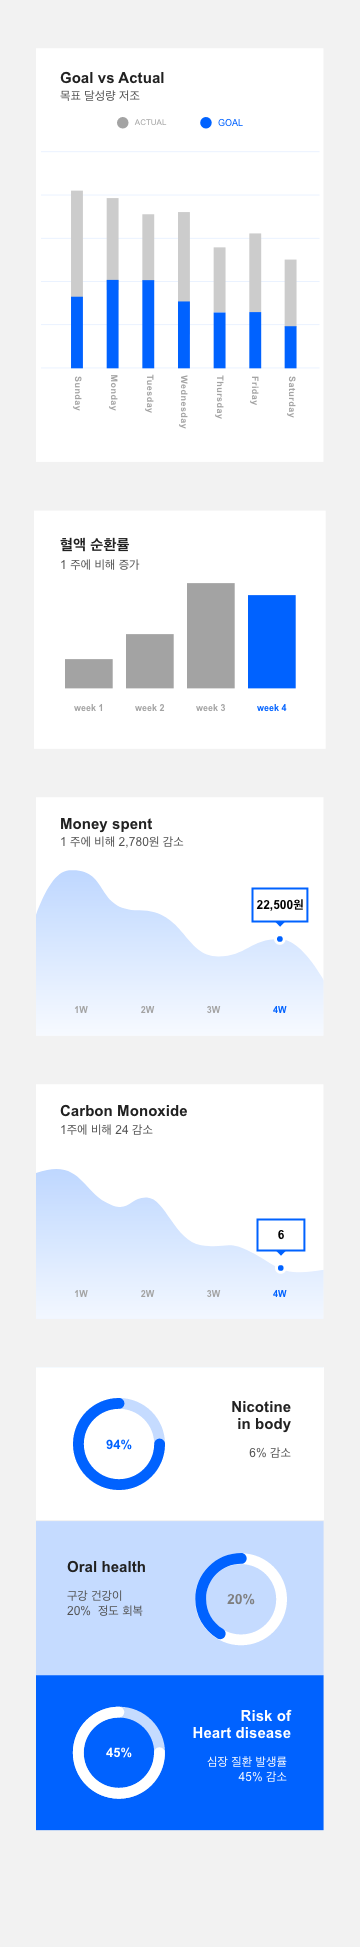 Goal vs Actual
목표 달성량 저조
ACTUAL GOAL
Sunday Monday Tuesday Wednesday Thursday Friday Saturday
혈액 순환률
1 주에 비해 증가
week 1 week 2 week 3 week 4
Money spent
1 주에 비해 2,780원 감소
22,500원
1W 2W 3W 4W
Carbon Monoxide
1주에 비해 24 감소
6
1W 2W 3W 4W
Nicotine
in body
94%
6% 감소
Oral health
구강 건강이
20% 정도 회복
20%
Risk of
Heart disease
45%
심장 질환 발생률
45% 감소